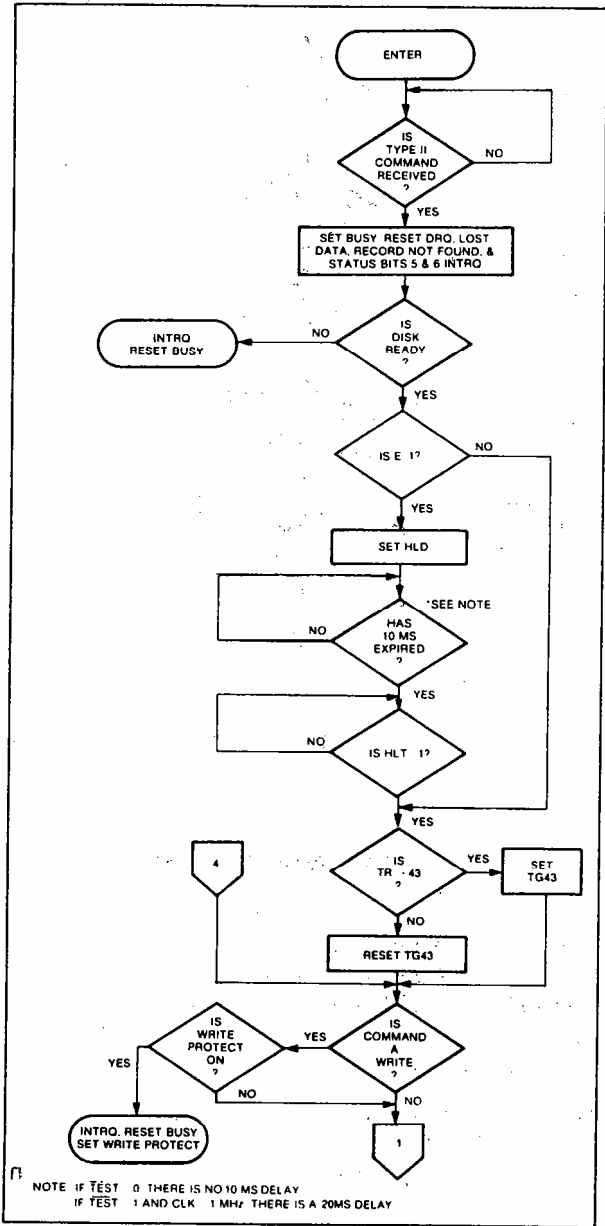 ENTER
IS
TYPE II
COMMAND
RECEIVED
?
NO
YES
SET BUSY RESET DRQ. LOST
DATA, RECORD NOT FOUND. &
STATUS BITS 5 & 6 INTRQ
IS
DISK
READY
?
NO
INTRQ
RESET BUSY
YES
IS E 1?
NO
YES
SET HLD
*SEE NOTE
HAS
10 MS
EXPIRED
?
NO
YES
IS HLT 1?
NO
YES
4
IS
TR 43
?
YES
SET
TG43
NO
RESET TG43
IS
WRITE
PROTECT
ON
?
YES
IS
COMMAND
A
WRITE
?
YES
NO
NO
INTRQ. RESET BUSY
SET WRITE PROTECT
1
NOTE IF TEST 0 THERE IS NO 10 MS DELAY
IF TEST 1 AND CLK 1 MHz THERE IS A 20MS DELAY